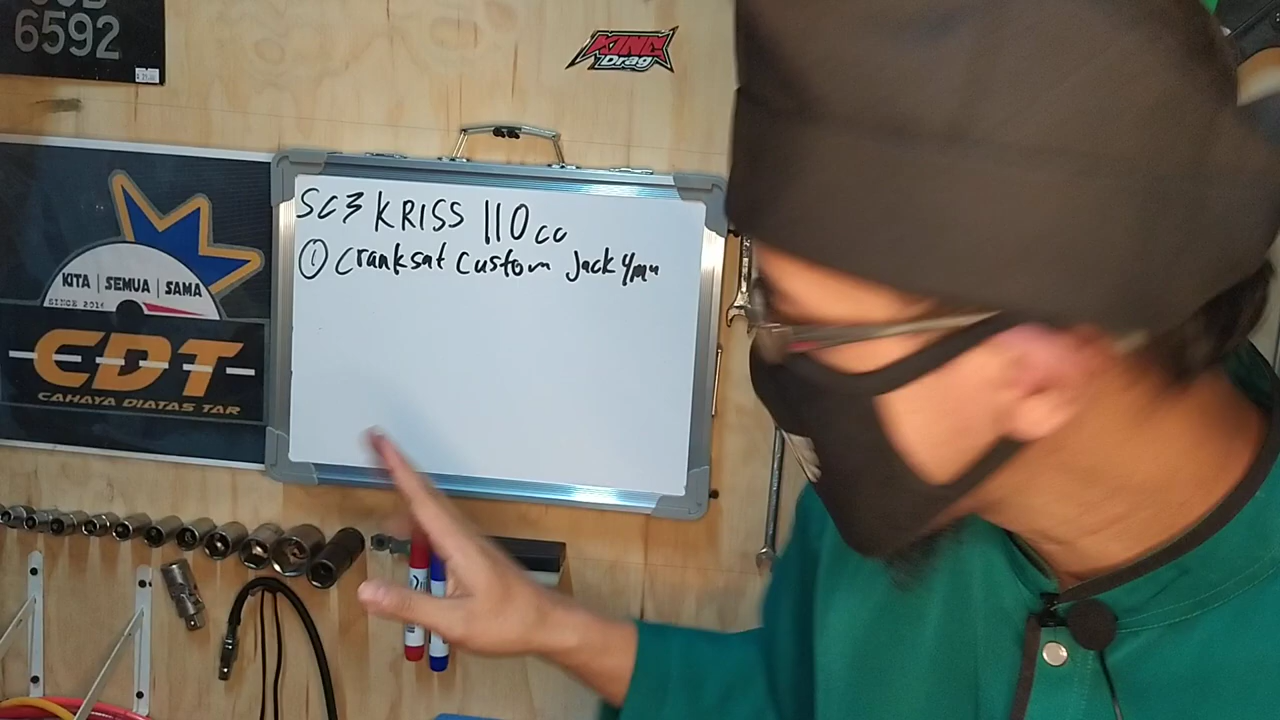 6592
KING
Drag
SC3 KRISS 110cc
① cranksat custom Jack
KITA | SEMUA | SAMA
SINCE 2016
CDT
CAHAYA DIATAS TAR